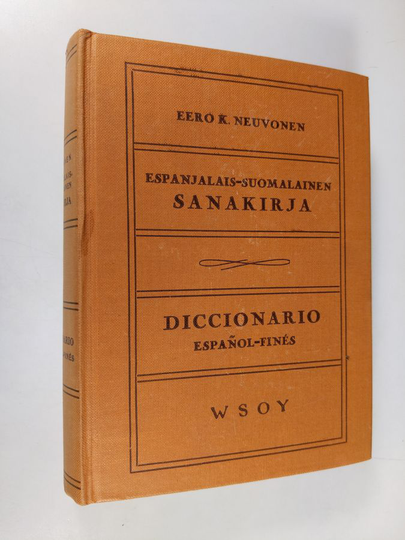 EERO K. NEUVONEN
ESPANJALAIS-SUOMALAINEN
SANAKIRJA
DICCIONARIO
ESPAÑOL-FINÉS
WSOY